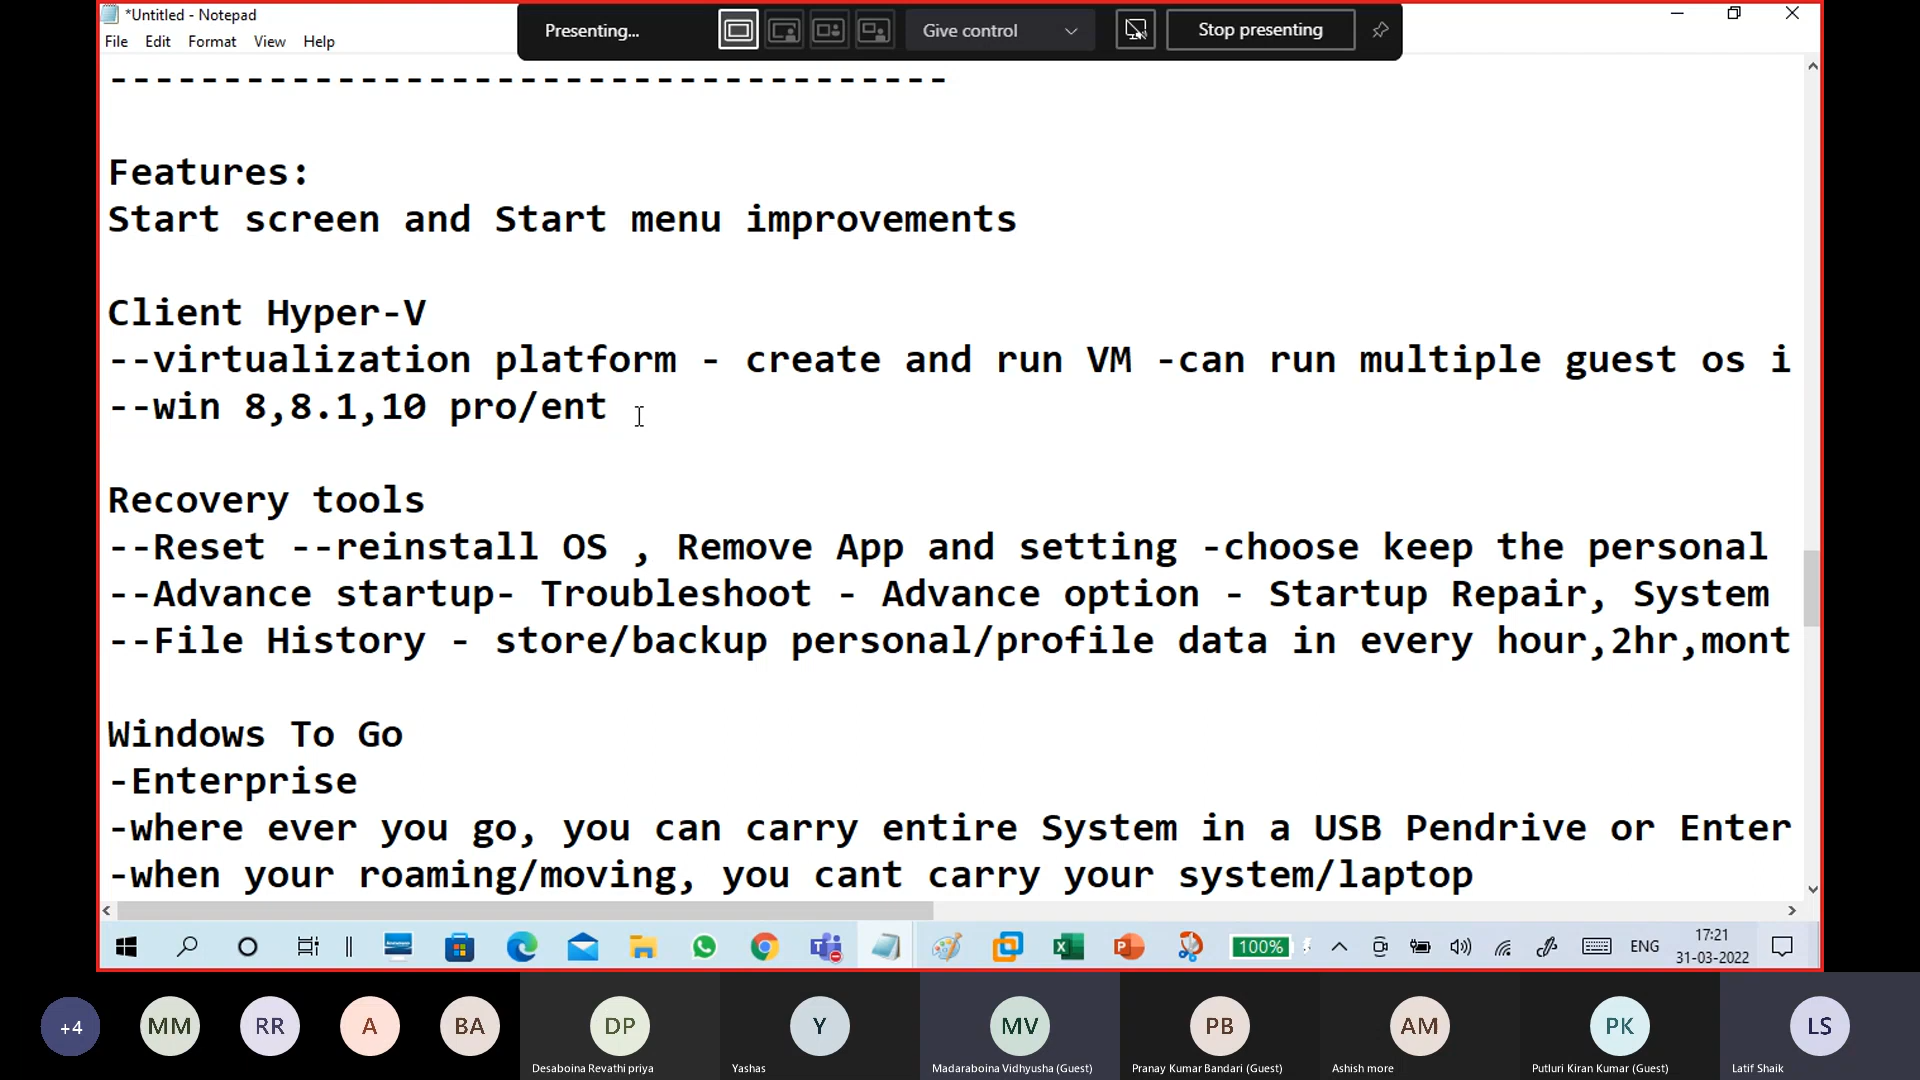 *Untitled - Notepad
File Edit Format View Help
Presenting...
Give control
Stop presenting
-------------------------------------
Features:
Start screen and Start menu improvements
Client Hyper-V
--virtualization platform - create and run VM -can run multiple guest os i
--win 8,8.1,10 pro/ent
Recovery tools
--Reset --reinstall OS , Remove App and setting -choose keep the personal
--Advance startup- Troubleshoot - Advance option - Startup Repair, System
--File History - store/backup personal/profile data in every hour,2hr,mont
Windows To Go
-Enterprise
-where ever you go, you can carry entire System in a USB Pendrive or Enter
-when your roaming/moving, you cant carry your system/laptop
100%
ENG
17:21
31-03-2022
+4
MM
RR
A
BA
DP
Y
MV
PB
AM
PK
LS
Desaboina Revathi priya
Yashas
Madaraboina Vidhyusha (Guest)
Pranay Kumar Bandari (Guest)
Ashish more
Putluri Kiran Kumar (Guest)
Latif Shaik